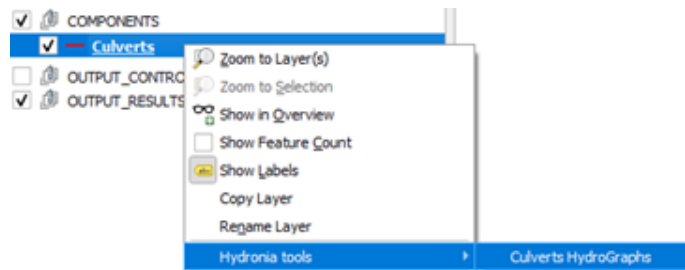 COMPONENTS
Culverts
OUTPUT_CONTRO
OUTPUT_RESULTS
Zoom to Layer(s)
Zoom to Selection
Show in Overview
Show Feature Count
abc
Show Labels
Copy Layer
Rename Layer
Hydronia tools
Culverts HydroGraphs